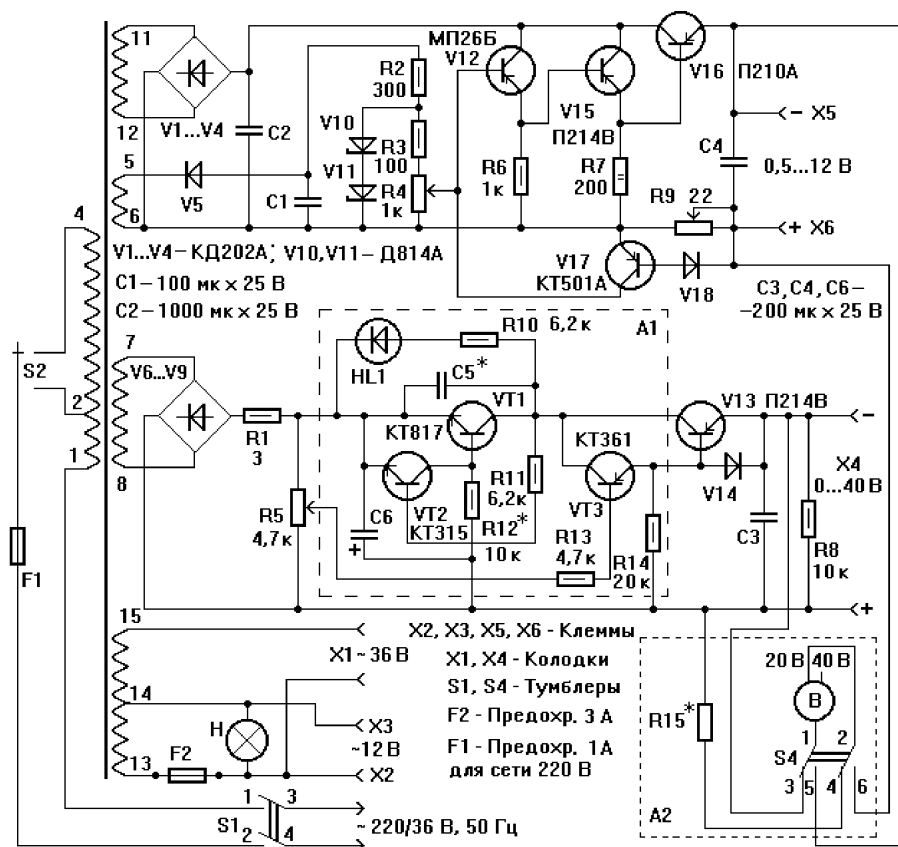 11
12
V1...V4
C2
МП26Б
V12
R2
300
V10
V11
R3
100
R4
1к
C1
5
6
V5
R6
1к
V15
П214В
R7
200
V16 П210А
- X5
C4
0,5...12 В
R9 22
+ X6
V17
КТ501А
V18
V1...V4–КД202А; V10,V11–Д814А
C1–100 мк × 25 В
C2–1000 мк × 25 В
C3, C4, C6–
–200 мк × 25 В
4
2
1
S2
F1
7
V6...V9
8
R1
3
R5
4,7к
A1
R10 6,2к
HL1
C5*
VT1
КТ817
C6
+
VT2
КТ315
R11
6,2к
R12*
10к
КТ361
VT3
R13
4,7к
R14
20к
V13 П214В
V14
C3
-
X4
0...40В
R8
10к
+
15
14
13
X1~36В
H
F2
X3
~12В
X2
X2, X3, X5, X6 - Клеммы
X1, X4 - Колодки
S1, S4 - Тумблеры
F2 - Предохр. 3А
F1 - Предохр. 1А
для сети 220 В
1
3
S1
2
4
~220/36 В, 50 Гц
R15*
A2
20В
40В
В
1
2
S4
3
5
4
6